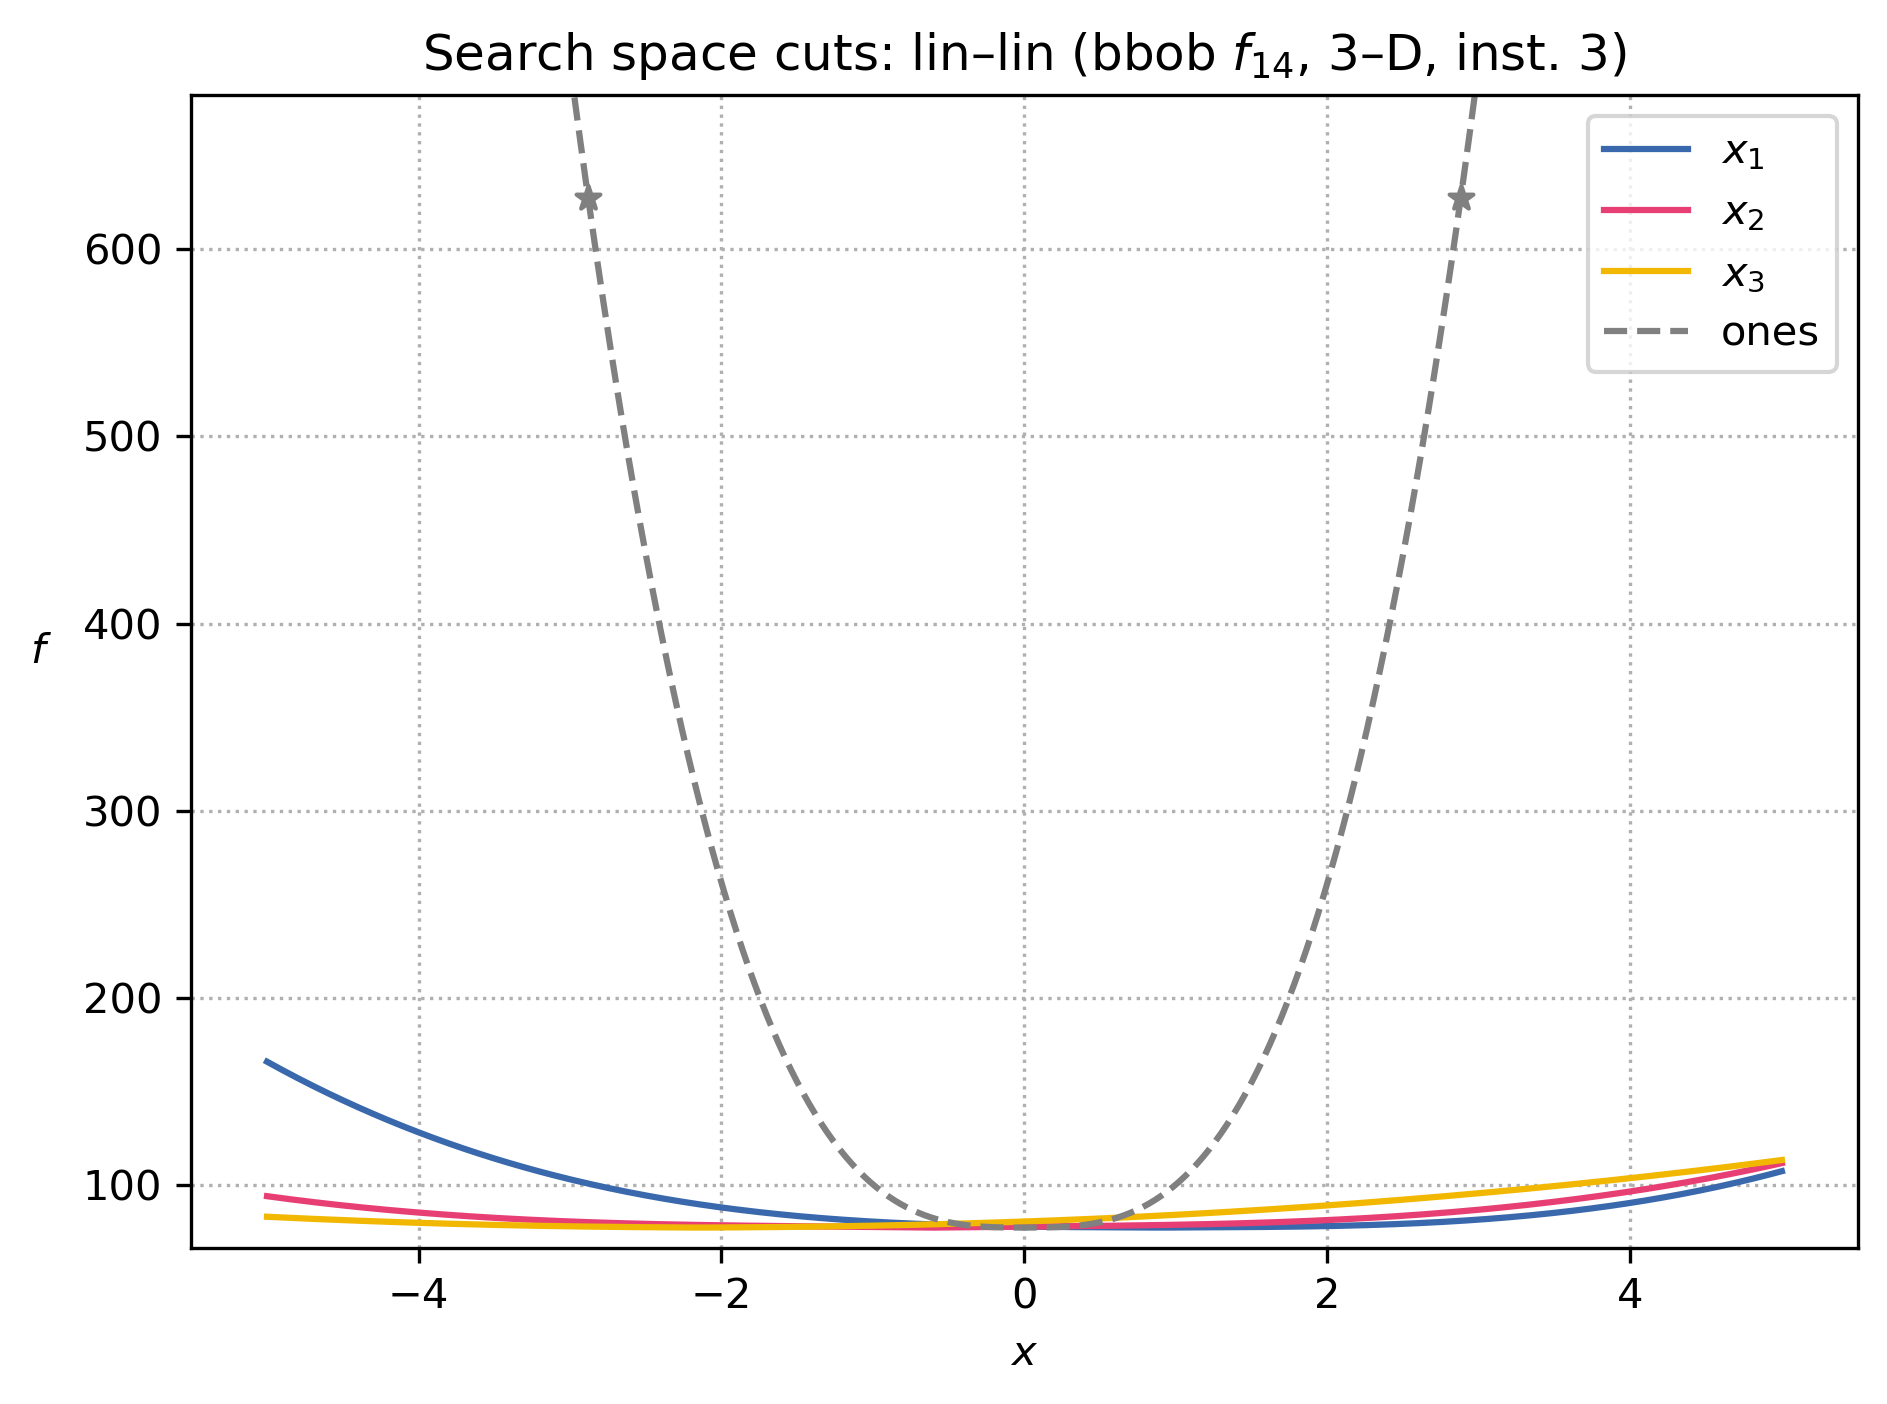 Search space cuts: lin–lin (bbob f₁₄, 3–D, inst. 3)
x₁
x₂
x₃
ones
600
500
400
300
200
100
f
−4
−2
0
2
4
x